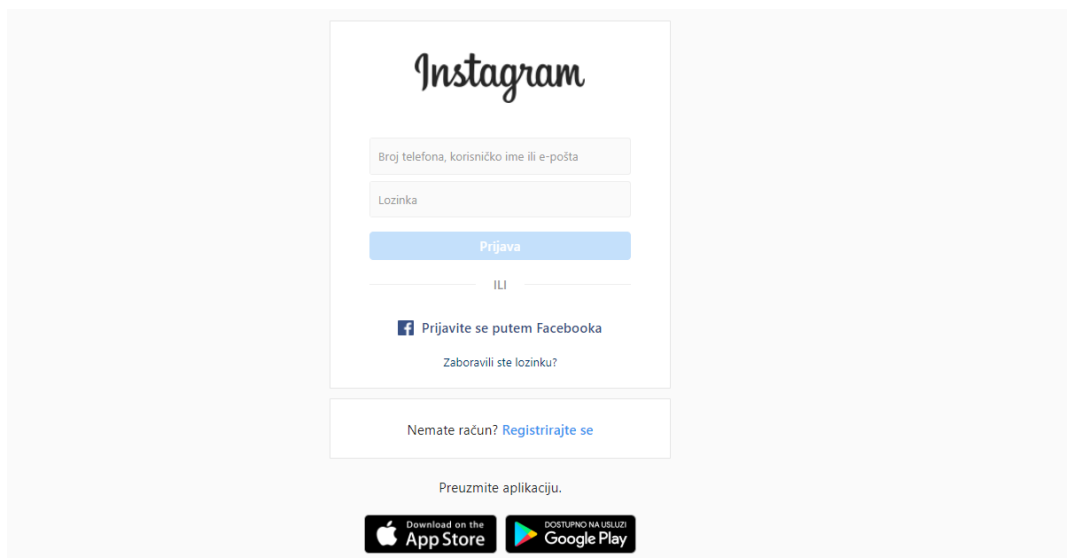 Instagram
Broj telefona, korisničko ime ili e-pošta
Lozinka
Prijava
ILI
Prijavite se putem Facebooka
Zaboravili ste lozinku?
Nemate račun? Registrirajte se
Preuzmite aplikaciju.
Download on the
App Store
DOSTUPNO NA USLUZI
Google Play